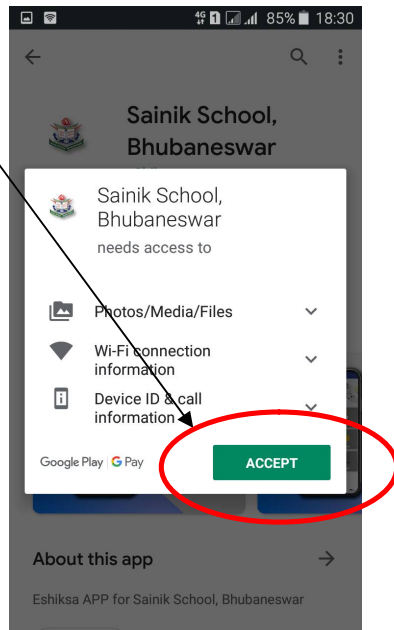 4G 1 85% 18:30
Sainik School,
Bhubaneswar
Sainik School,
Bhubaneswar
needs access to
Photos/Media/Files
Wi-Fi connection
information
Device ID & call
information
Google Play G Pay
ACCEPT
About this app
Eshiksa APP for Sainik School, Bhubaneswar